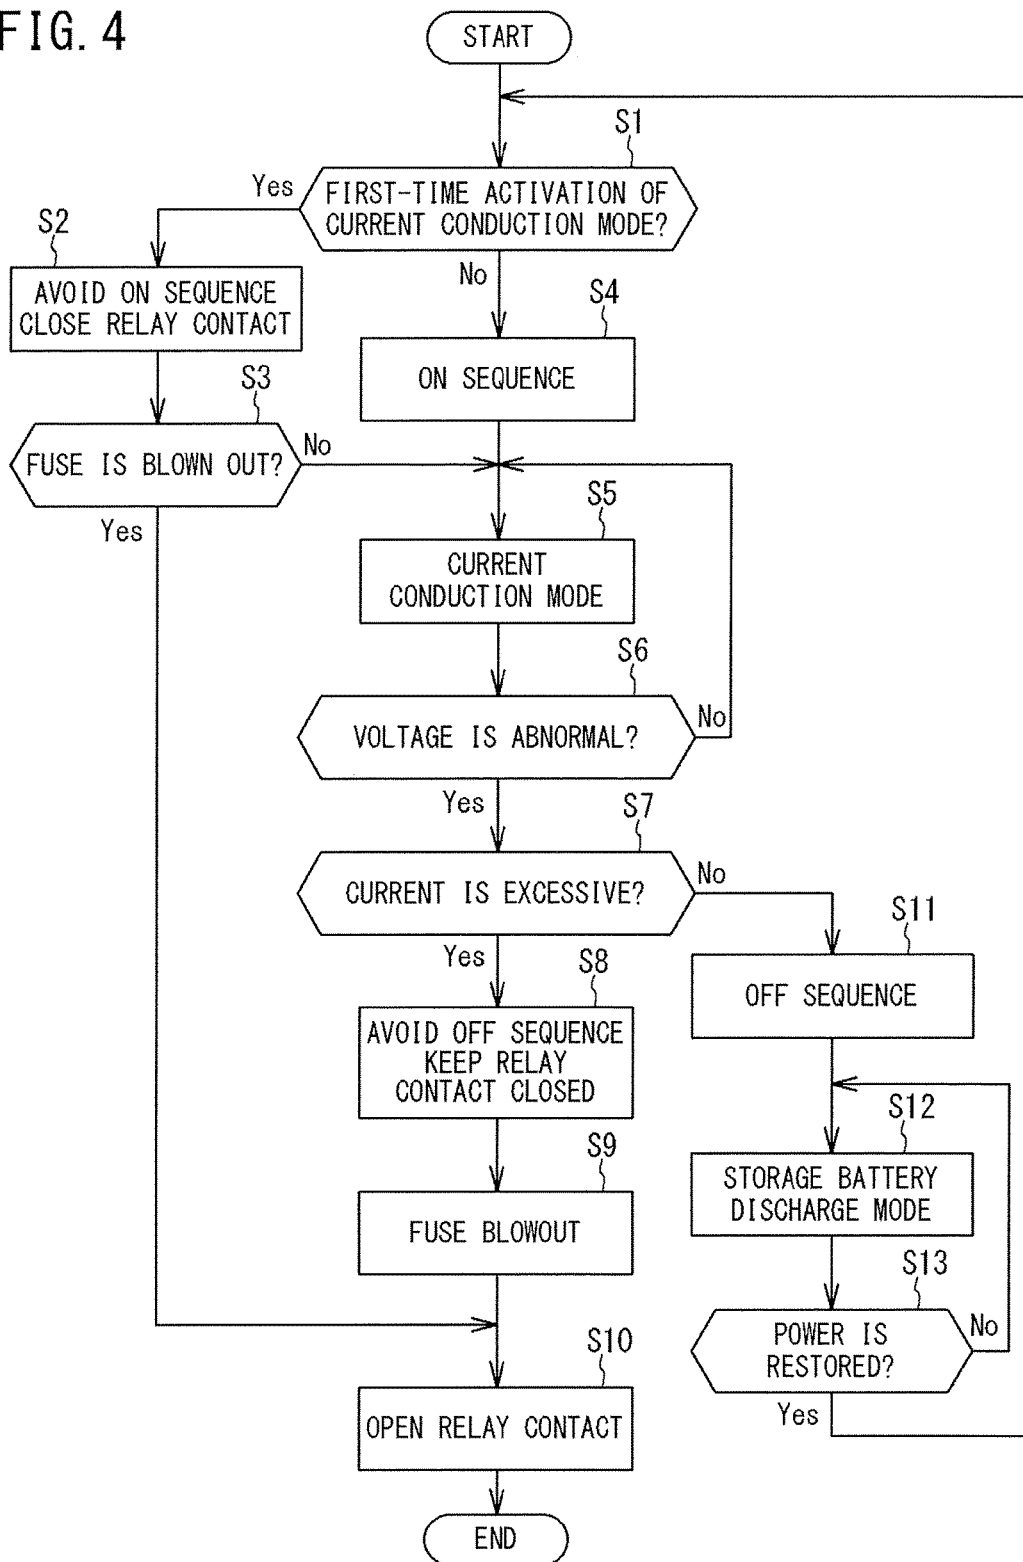 FIG. 4
START
S1
FIRST-TIME ACTIVATION OF
CURRENT CONDUCTION MODE?
Yes
No
S2
AVOID ON SEQUENCE
CLOSE RELAY CONTACT
S4
ON SEQUENCE
S3
FUSE IS BLOWN OUT?
No
Yes
S5
CURRENT
CONDUCTION MODE
S6
VOLTAGE IS ABNORMAL?
No
Yes
S7
CURRENT IS EXCESSIVE?
No
Yes
S8
AVOID OFF SEQUENCE
KEEP RELAY
CONTACT CLOSED
S11
OFF SEQUENCE
S9
FUSE BLOWOUT
S12
STORAGE BATTERY
DISCHARGE MODE
S13
POWER IS
RESTORED?
No
Yes
S10
OPEN RELAY CONTACT
END